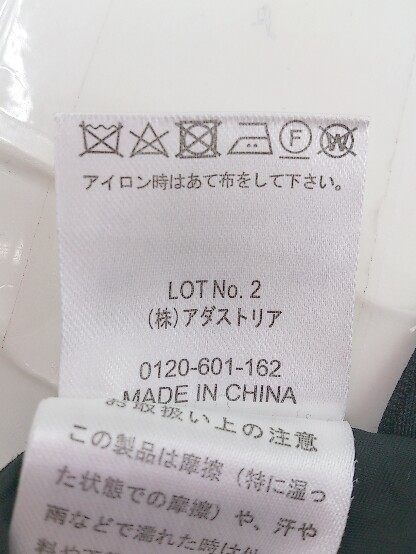 F W
アイロン時はあて布をして下さい。
LOT No. 2
(株)アダストリア
0120-601-162
MADE IN CHINA
お取扱い上の注意
この製品は摩擦(特に湿っ
た状態での摩擦)や、汗や
雨などで濡れた時は